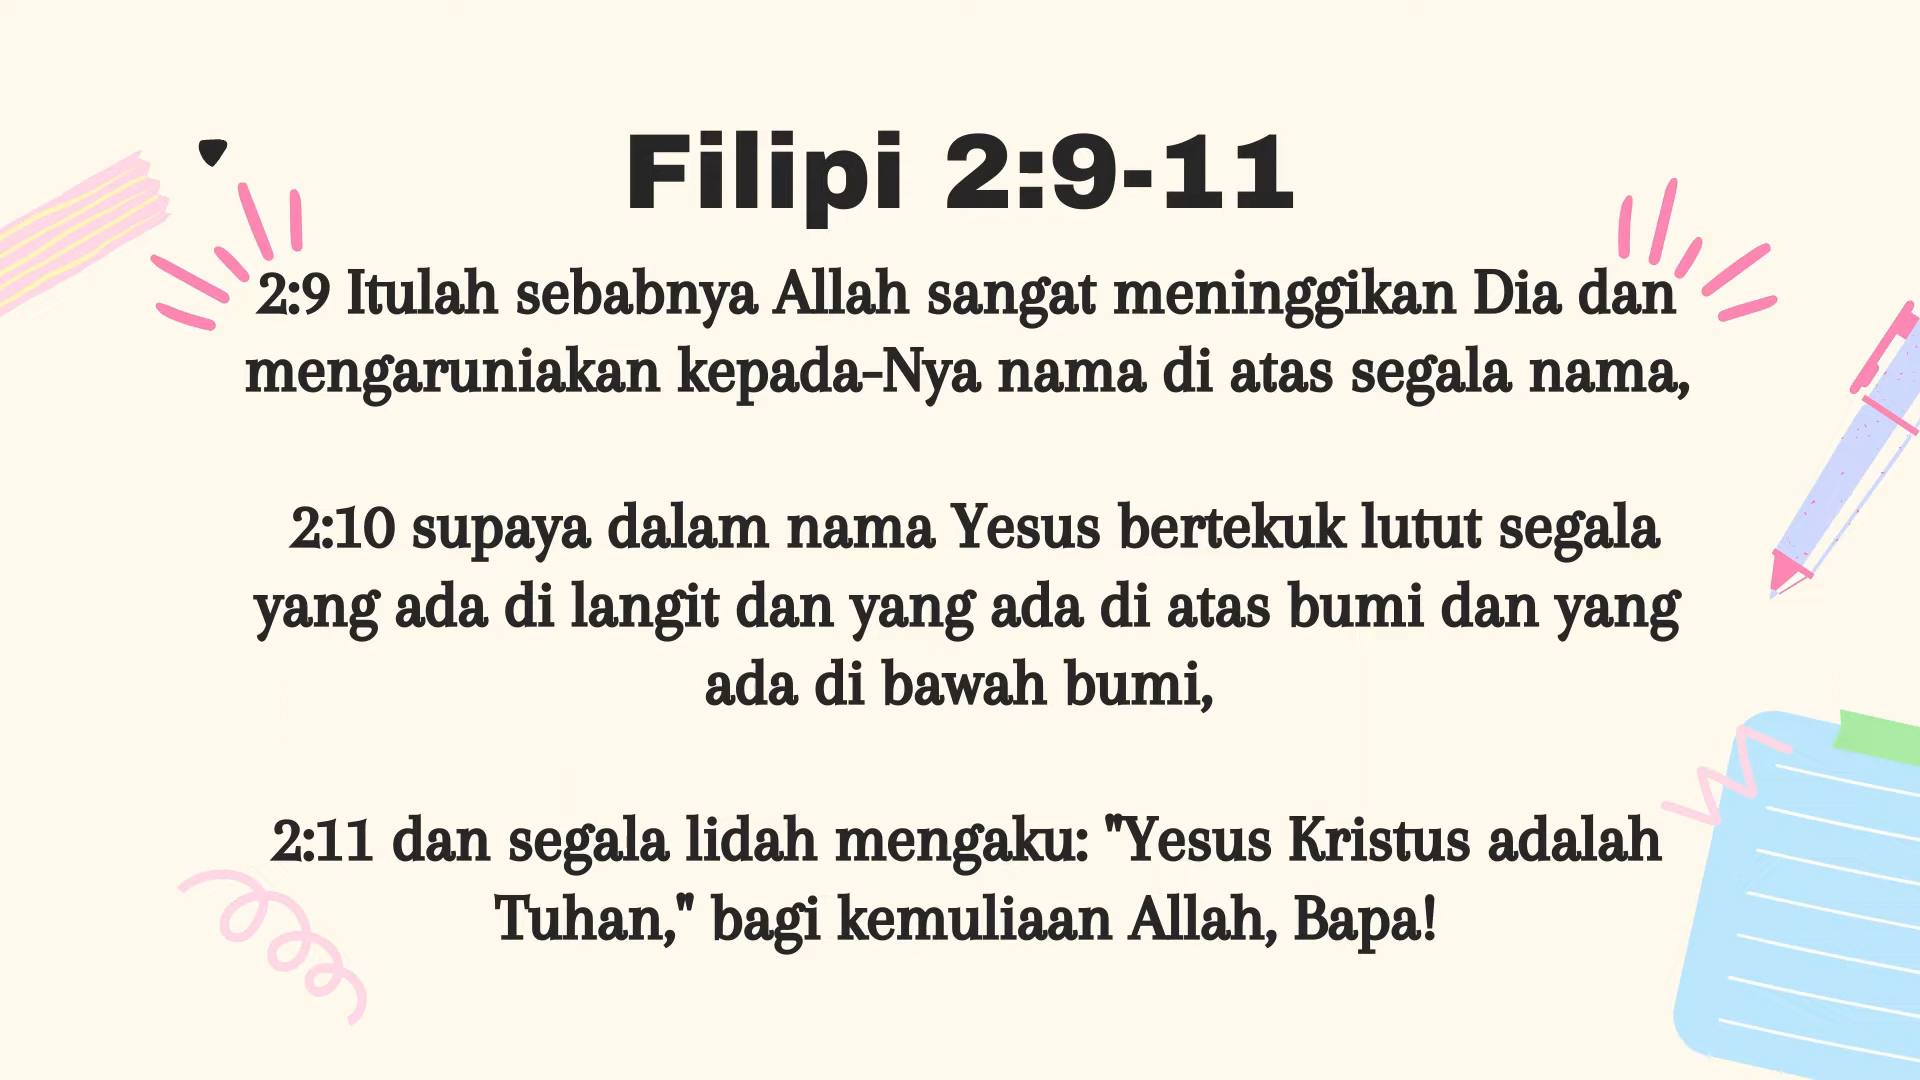 Filipi 2:9-11
2:9 Itulah sebabnya Allah sangat meninggikan Dia dan
mengaruniakan kepada-Nya nama di atas segala nama,
2:10 supaya dalam nama Yesus bertekuk lutut segala
yang ada di langit dan yang ada di atas bumi dan yang
ada di bawah bumi,
2:11 dan segala lidah mengaku: "Yesus Kristus adalah
Tuhan," bagi kemuliaan Allah, Bapa!